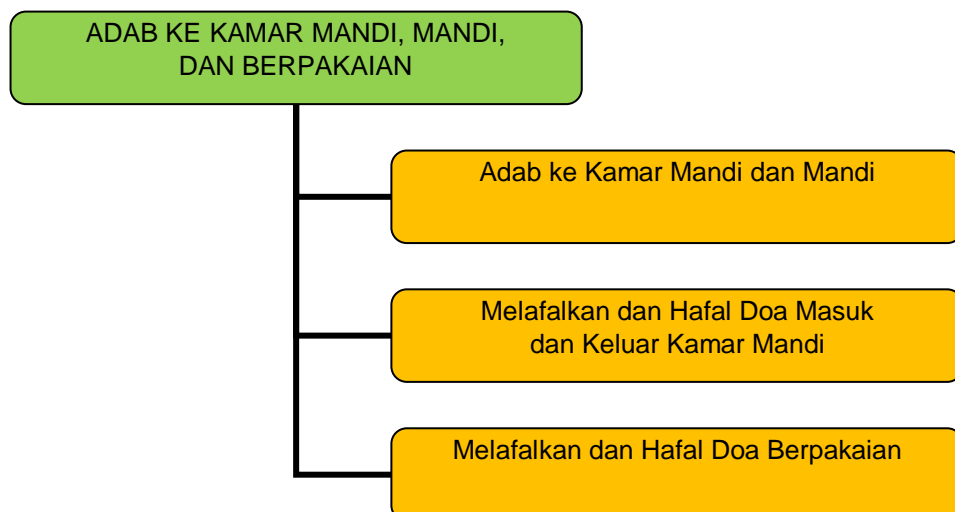 ADAB KE KAMAR MANDI, MANDI,
DAN BERPAKAIAN
Adab ke Kamar Mandi dan Mandi
Melafalkan dan Hafal Doa Masuk
dan Keluar Kamar Mandi
Melafalkan dan Hafal Doa Berpakaian